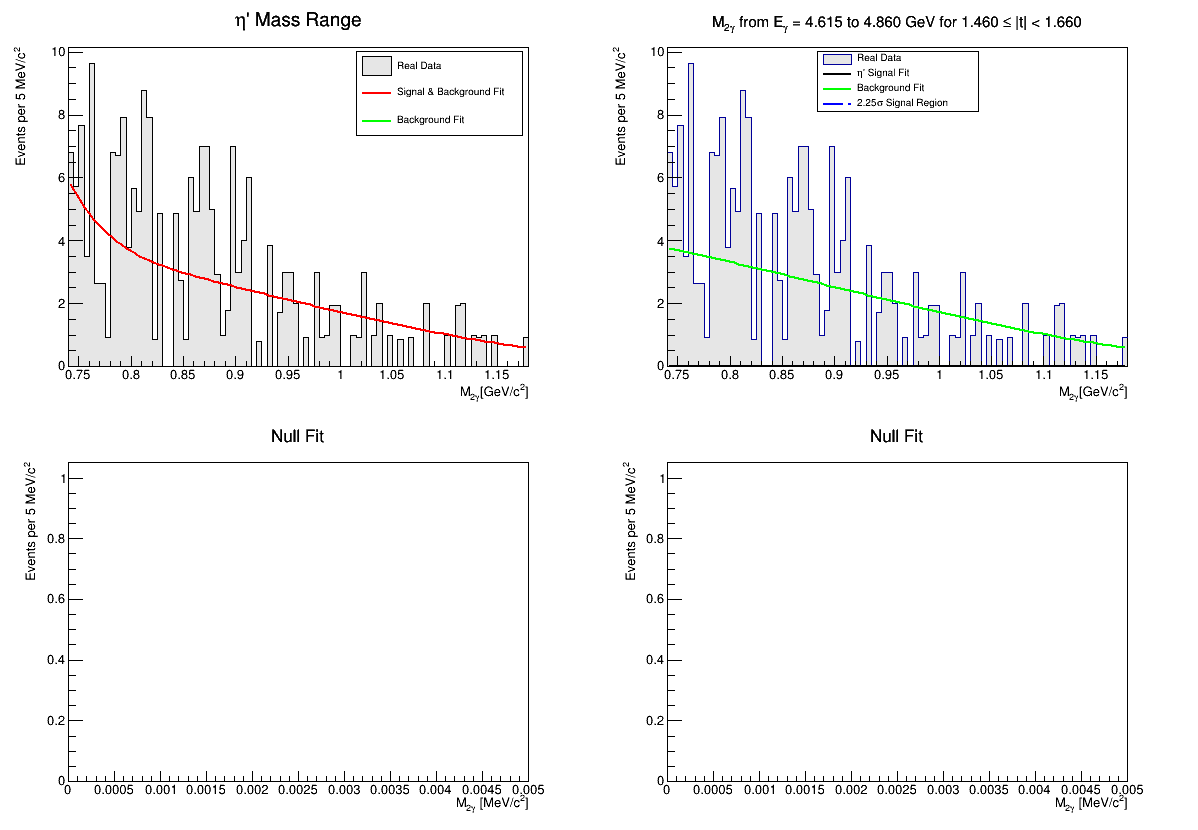 η' Mass Range
Events per 5 MeV/c²
10
8
6
4
2
0
Real Data
Signal & Background Fit
Background Fit
0.75 0.8 0.85 0.9 0.95 1 1.05 1.1 1.15
M₂γ[GeV/c²]
M₂γ from Eγ = 4.615 to 4.860 GeV for 1.460 ≤ |t| < 1.660
Events per 5 MeV/c²
10
8
6
4
2
0
Real Data
η' Signal Fit
Background Fit
2.25σ Signal Region
0.75 0.8 0.85 0.9 0.95 1 1.05 1.1 1.15
M₂γ[GeV/c²]
Null Fit
Events per 5 MeV/c²
1
0.8
0.6
0.4
0.2
0
0 0.0005 0.001 0.0015 0.002 0.0025 0.003 0.0035 0.004 0.0045 0.005
M₂γ [MeV/c²]
Null Fit
Events per 5 MeV/c²
1
0.8
0.6
0.4
0.2
0
0 0.0005 0.001 0.0015 0.002 0.0025 0.003 0.0035 0.004 0.0045 0.005
M₂γ [MeV/c²]